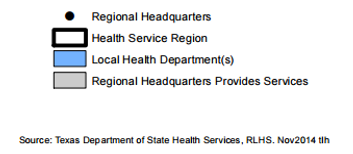 Regional Headquarters
Health Service Region
Local Health Department(s)
Regional Headquarters Provides Services
Source: Texas Department of State Health Services, RLHS. Nov2014 tlh